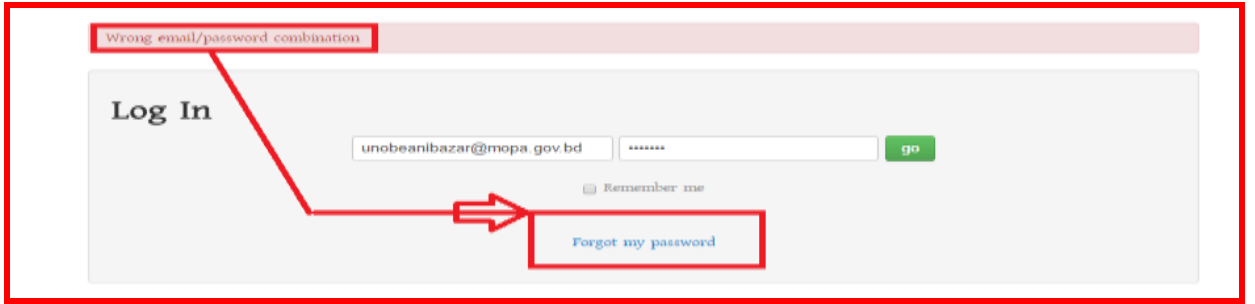 Wrong email/password combination
Log In
unobeanibazar@mopa.gov.bd ••••••• go
Remember me
Forgot my password